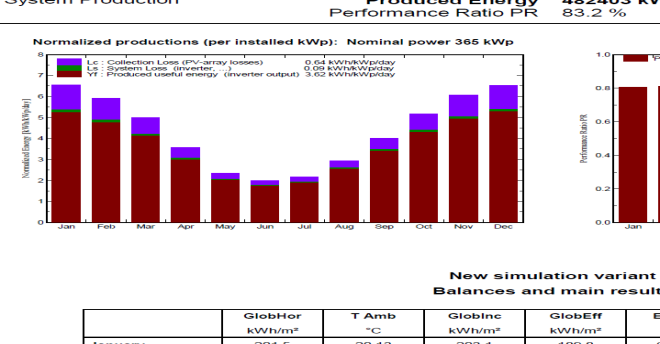 System Production
Produced Energy 482403
Performance Ratio PR 83.2 %
Normalized productions (per installed kWp): Nominal power 365 kWp
Lc : Collection Loss (PV-array losses) 0.64 kWh/kWp/day
Ls : System Loss (inverter, ...) 0.09 kWh/kWp/day
Yf : Produced useful energy (inverter output) 3.62 kWh/kWp/day
Normalized Energy [kWh/kWp/day]
8
7
6
5
4
3
2
1
0
Jan Feb Mar Apr May Jun Jul Aug Sep Oct Nov Dec
Performance Ratio PR
1.0
0.8
0.6
0.4
0.2
0.0
Jan
New simulation variant
Balances and main result
GlobHor T Amb GlobInc GlobEff
kWh/m² °C kWh/m² kWh/m²